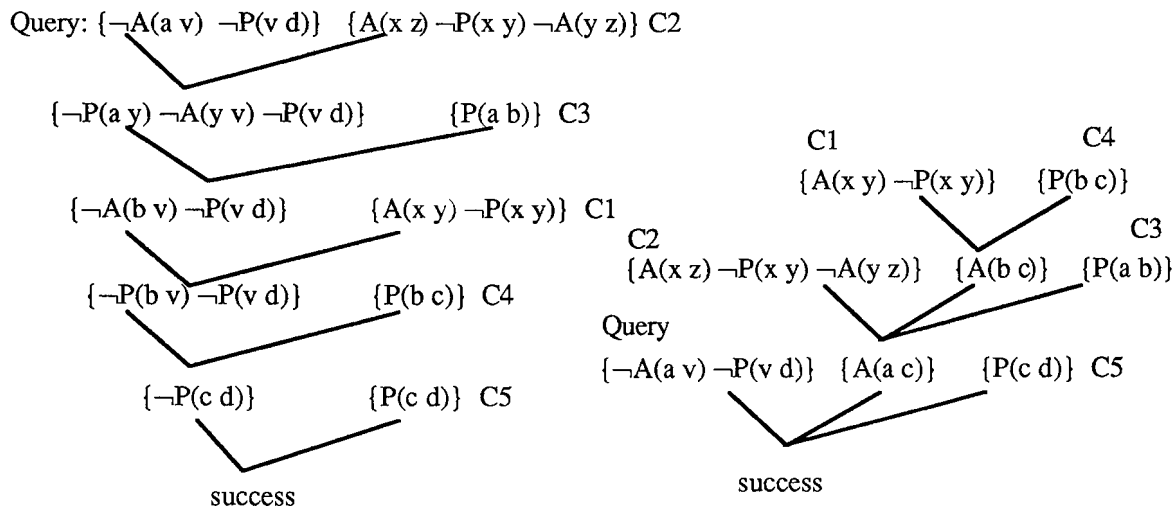 Query: {¬A(a v) ¬P(v d)} {A(x z) ¬P(x y) ¬A(y z)} C2
{¬P(a y) ¬A(y v) ¬P(v d)} {P(a b)} C3
{¬A(b v) ¬P(v d)} {A(x y) ¬P(x y)} C1
{¬P(b v) ¬P(v d)} {P(b c)} C4
{¬P(c d)} {P(c d)} C5
success
C1 C4
{A(x y) ¬P(x y)} {P(b c)}
C2 C3
{A(x z) ¬P(x y) ¬A(y z)} {A(b c)} {P(a b)}
Query
{¬A(a v) ¬P(v d)} {A(a c)} {P(c d)} C5
success